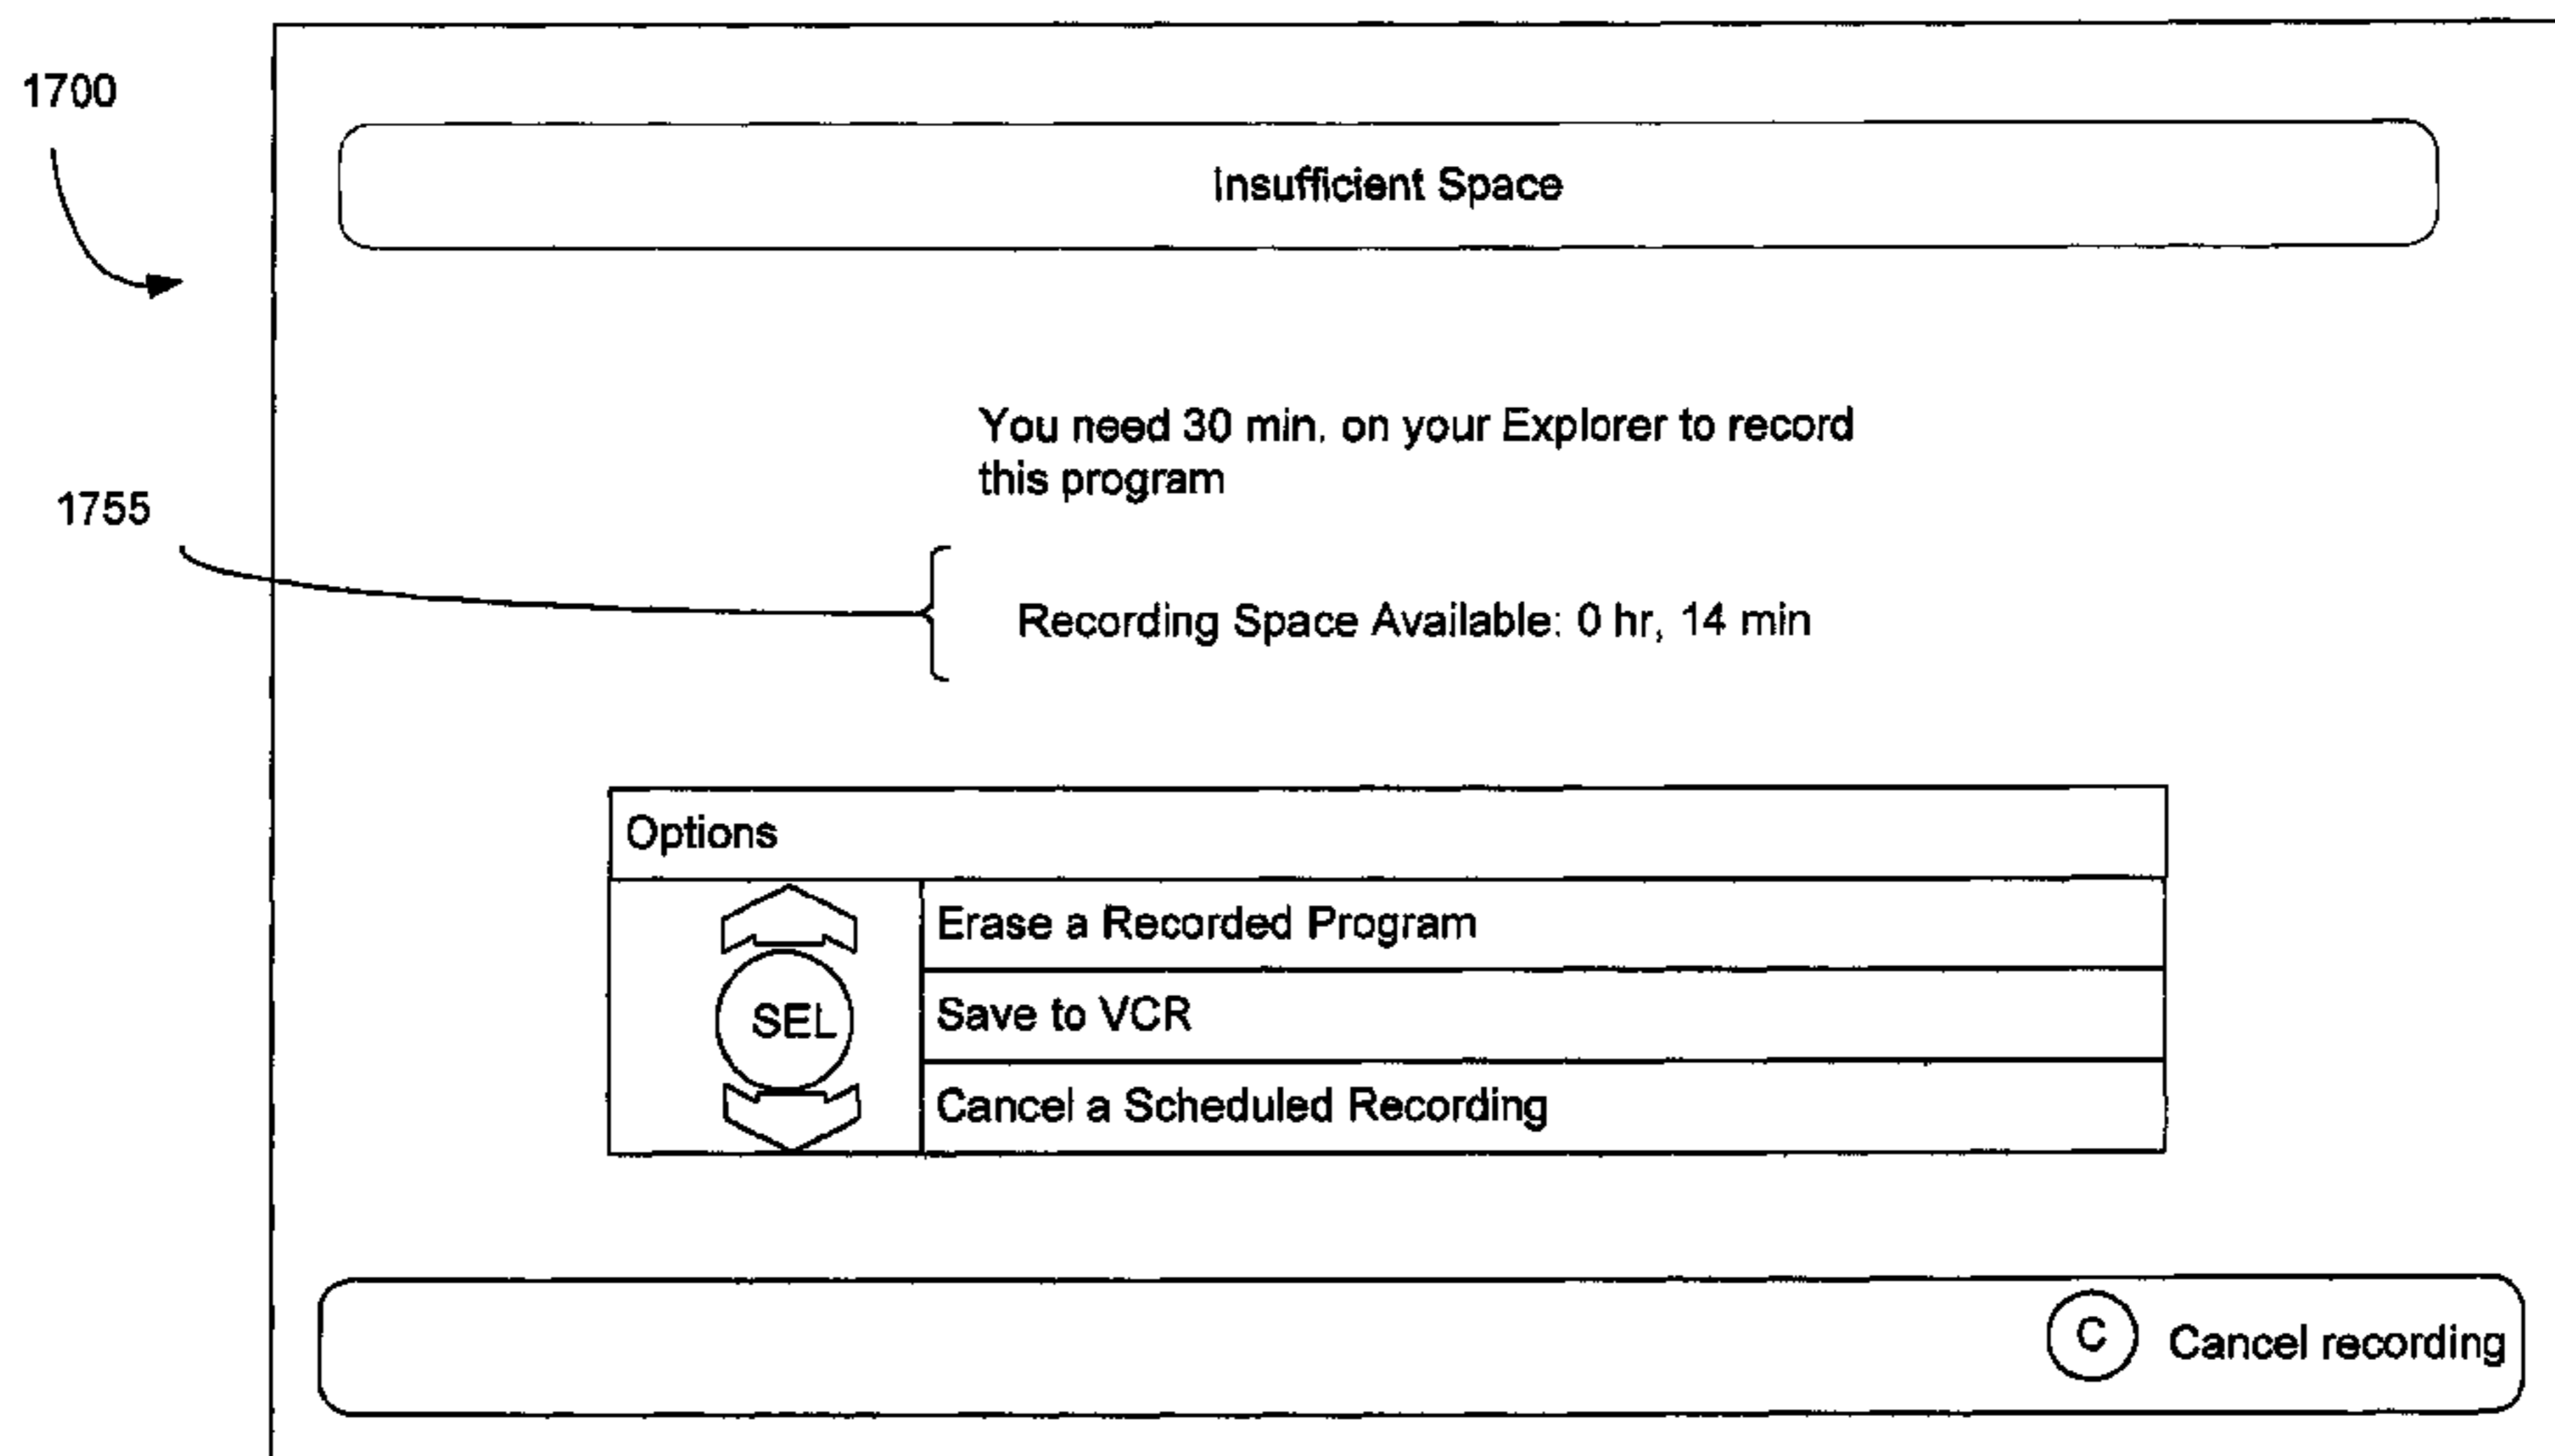 1700
Insufficient Space
You need 30 min. on your Explorer to record
this program
1755
Recording Space Available: 0 hr, 14 min
Options
Erase a Recorded Program
SEL
Save to VCR
Cancel a Scheduled Recording
C Cancel recording